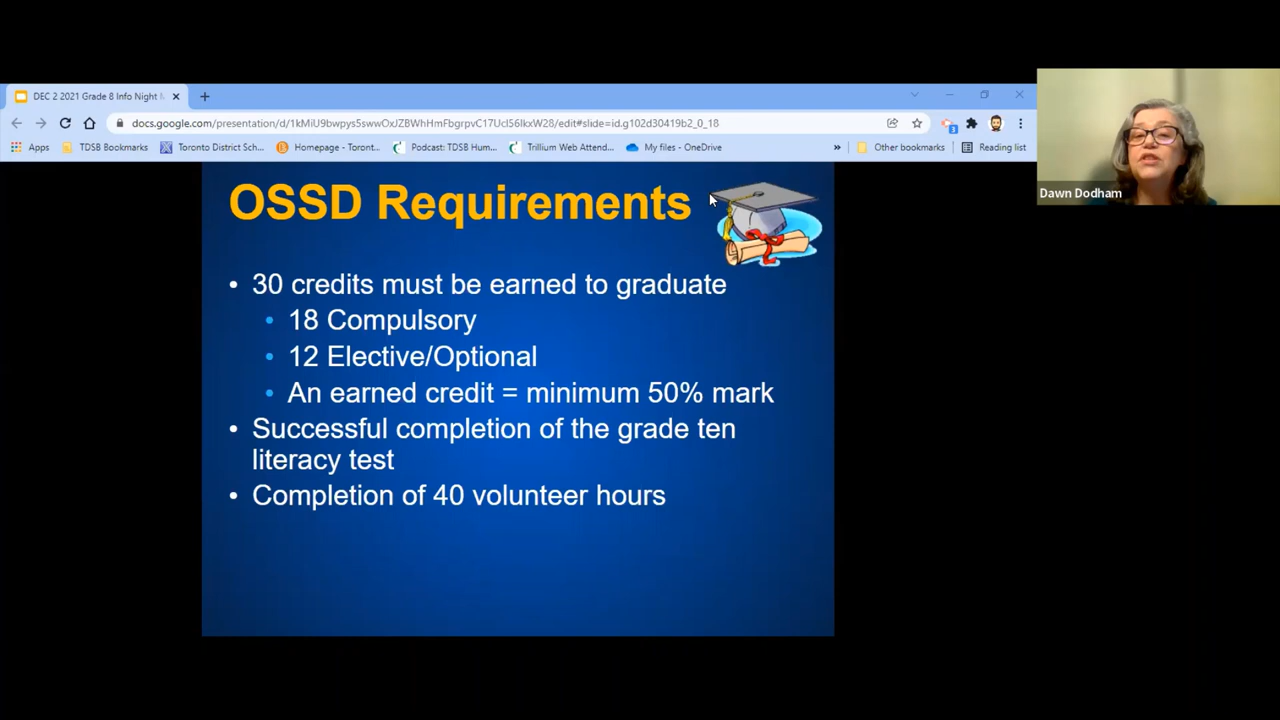 DEC 2 2021 Grade 8 Info Night
docs.google.com/presentation/d/1kMiU9bwpys5swwOxJZBWhHmFbgrpvC17UcI56IkxW28/edit#slide=id.g102d30419b2_0_18
3
Apps TDSB Bookmarks Toronto District Sch... Homepage - Toront... Podcast: TDSB Hum... Trillium Web Attend... My files - OneDrive » Other bookmarks Reading list
Dawn Dodham
OSSD Requirements
• 30 credits must be earned to graduate
• 18 Compulsory
• 12 Elective/Optional
• An earned credit = minimum 50% mark
• Successful completion of the grade ten
literacy test
• Completion of 40 volunteer hours